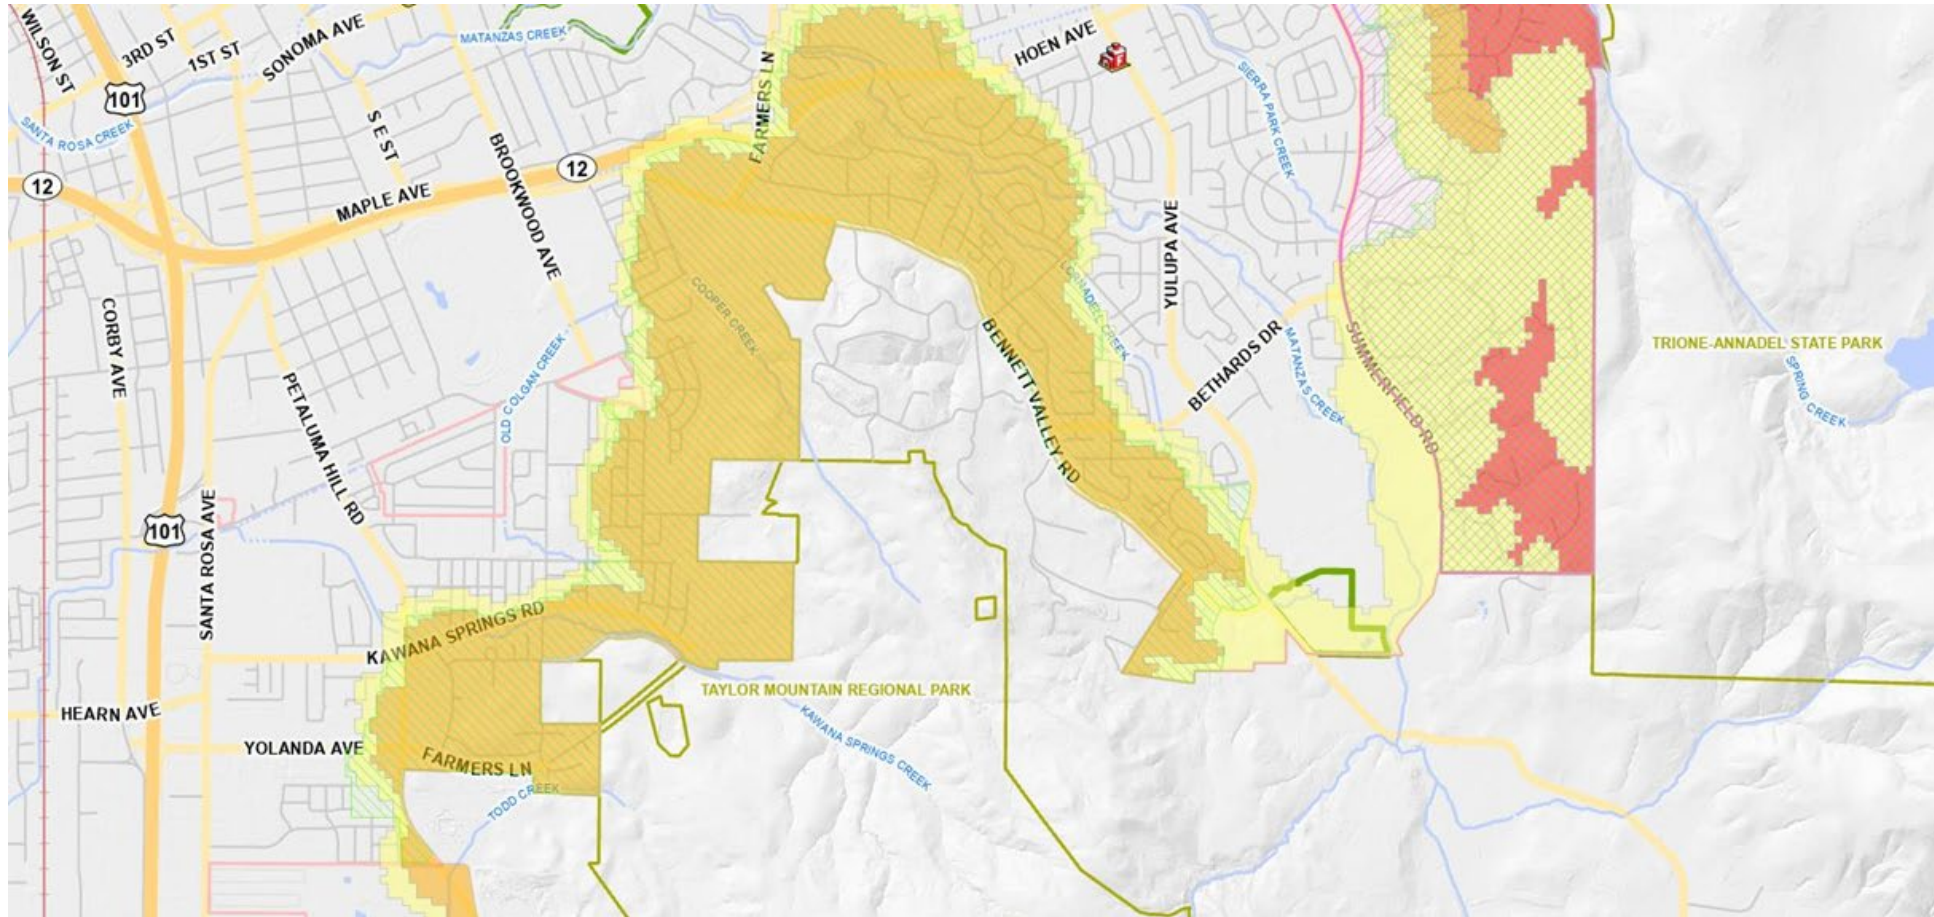 WILSON ST
3RD ST
1ST ST
SONOMA AVE
MATANZAS CREEK
FARMERS LN
HOEN AVE
101
SANTA ROSA CREEK
S E ST
SIERRA PARK CREEK
12
12
MAPLE AVE
BROOKWOOD AVE
YULUPA AVE
COOPER CREEK
CORBY AVE
OLD COLGAN CREEK
PETALUMA HILL RD
BENNETT VALLEY RD
BETHARDS DR
MATANZAS CREEK
SUMMERFIELD RD
TRIONE-ANNADEL STATE PARK
SPRING CREEK
101
SANTA ROSA AVE
KAWANA SPRINGS RD
TAYLOR MOUNTAIN REGIONAL PARK
HEARN AVE
YOLANDA AVE
FARMERS LN
KAWANA SPRINGS CREEK
TODD CREEK